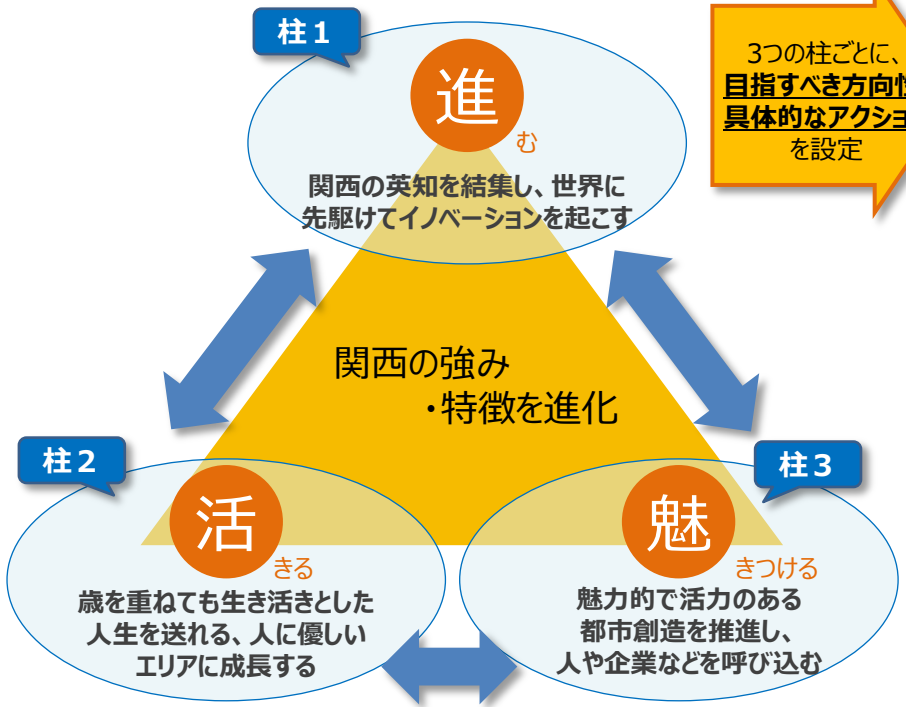 柱1
進
む
関西の英知を結集し、世界に
先駆けてイノベーションを起こす
3つの柱ごとに、
目指すべき方向性
具体的なアクショ
を設定
関西の強み
・特徴を進化
柱2
活
きる
歳を重ねても生き活きとした
人生を送れる、人に優しい
エリアに成長する
柱3
魅
きつける
魅力的で活力のある
都市創造を推進し、
人や企業などを呼び込む